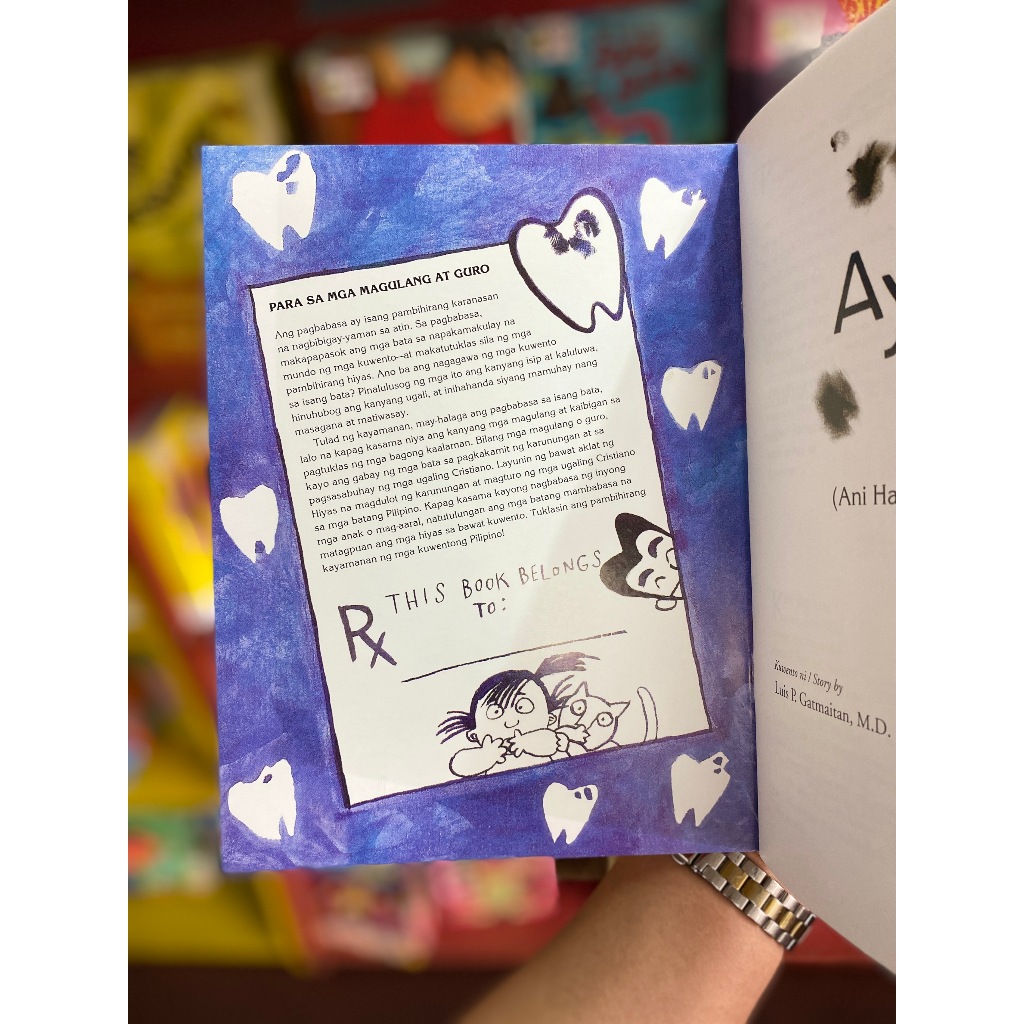 PARA SA MGA MAGULANG AT GURO
Ang pagbabasa ay isang pambihirang karanasan
na nagbibigay-yaman sa atin. Sa pagbabasa,
makapapasok ang mga bata sa napakamakulay na
mundo ng mga kuwento--at makatutuklas sila ng mga
pambihirang hiyas. Ano ba ang nagagawa ng mga kuwento
sa isang bata? Pinalulusog ng mga ito ang kanyang isip at kaluluwa,
hinuhubog ang kanyang ugali, at inihahanda siyang mamuhay nang
masagana at matiwasay.
Tulad ng kayamanan, may-halaga ang pagbabasa sa isang bata,
lalo na kapag kasama niya ang kanyang mga magulang at kaibigan sa
pagtuklas ng mga bagong kaalaman. Bilang mga magulang o guro,
kayo ang gabay ng mga bata sa pagkakamit ng karunungan at sa
pagsasabuhay ng mga ugaling Cristiano. Layunin ng bawat aklat ng
Hiyas na magdulot ng karunungan at magturo ng mga ugaling Cristiano
sa mga batang Pilipino. Kapag kasama kayong nagbabasa ng inyong
mga anak o mag-aaral, natutulungan ang mga batang mambabasa na
matagpuan ang mga hiyas sa bawat kuwento. Tuklasin ang pambihirang
kayamanan ng mga kuwentong Pilipino!
Rx THIS BOOK BELONGS
TO:
Ay
(Ani Ha
Kuwento ni / Story by
Luis P. Gatmaitan, M.D.